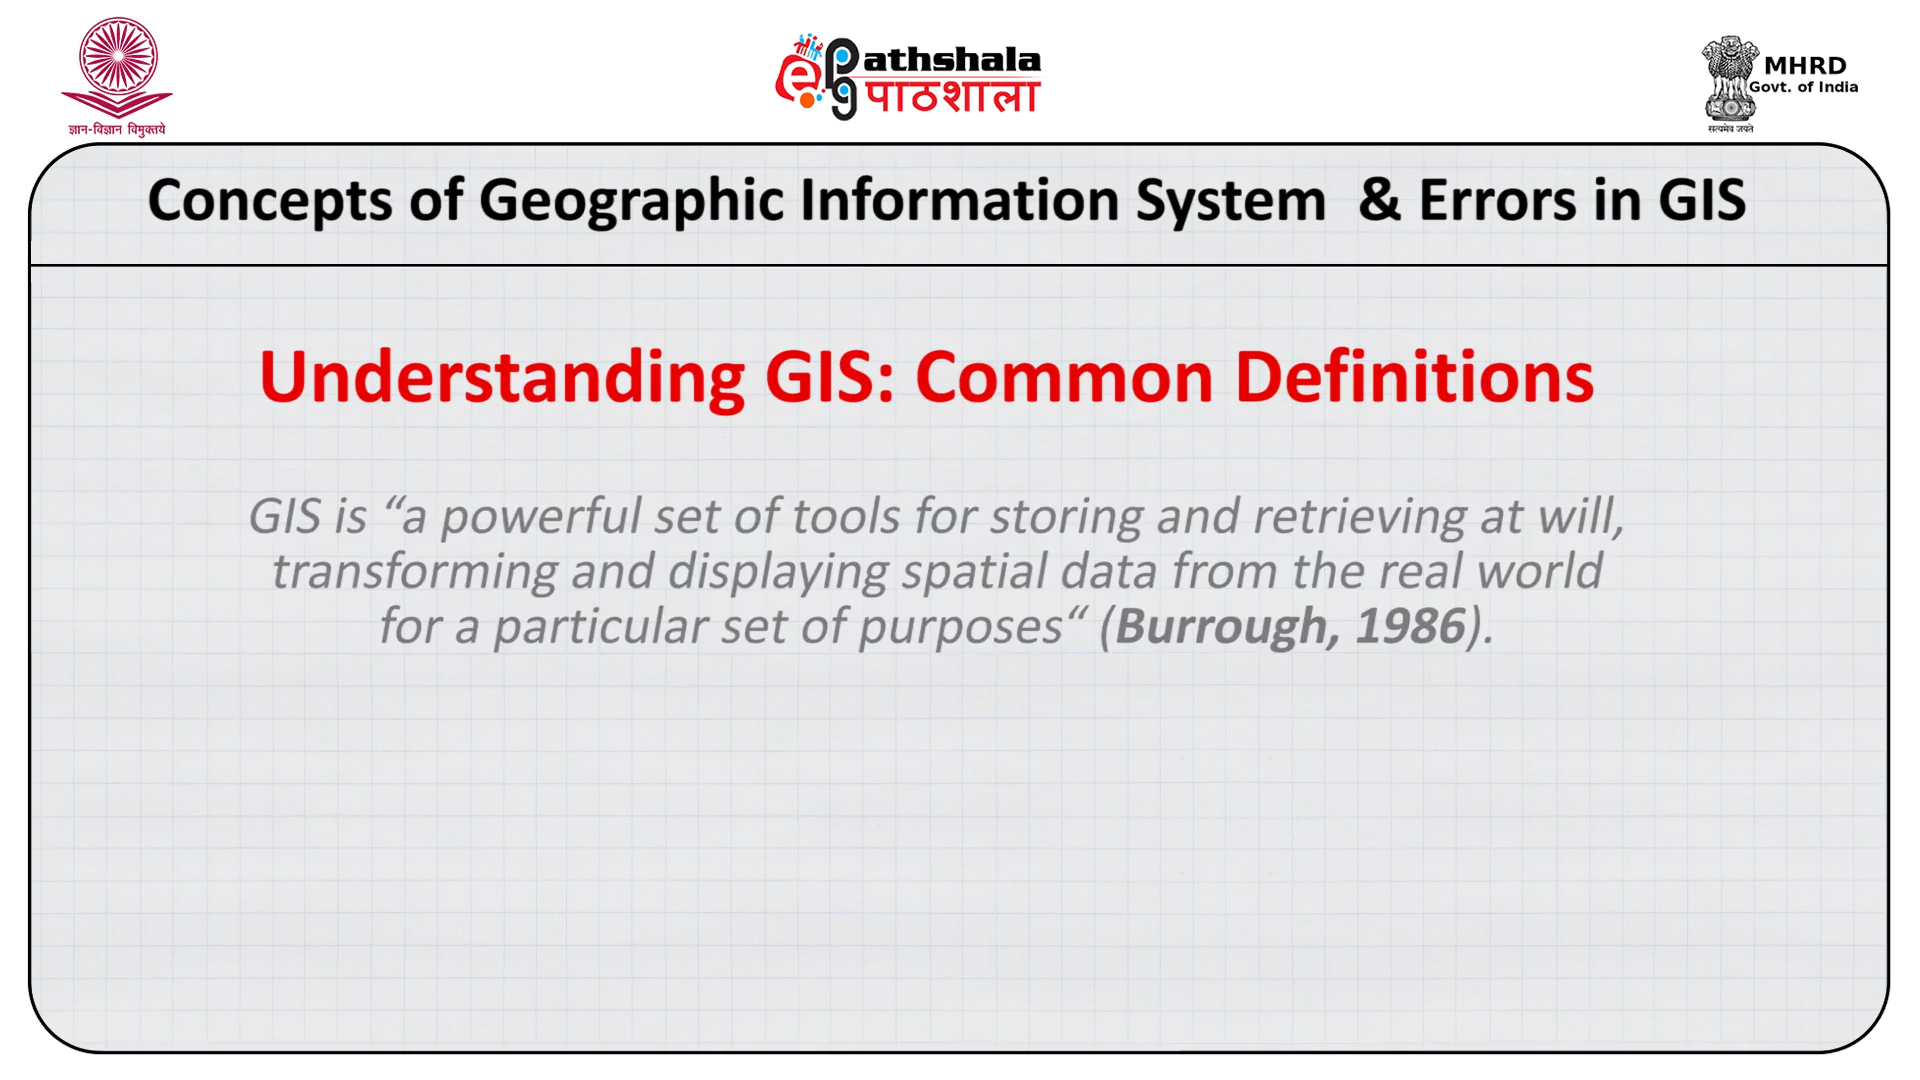 ज्ञान-विज्ञान विमुक्तये
e PG athshala
पाठशाला
MHRD
Govt. of India
सत्यमेव जयते
Concepts of Geographic Information System & Errors in GIS
Understanding GIS: Common Definitions
GIS is “a powerful set of tools for storing and retrieving at will,
transforming and displaying spatial data from the real world
for a particular set of purposes“ (Burrough, 1986).